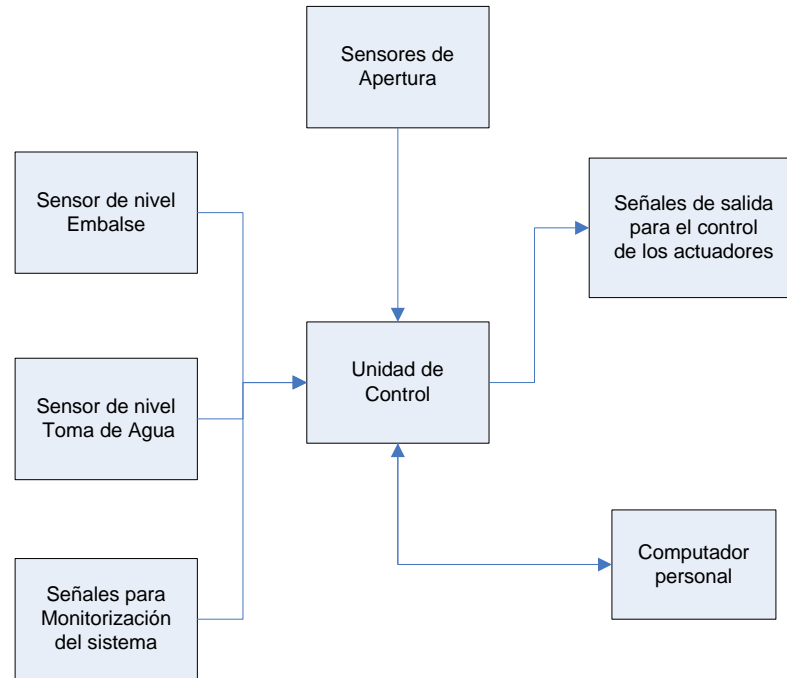 Sensores de
Apertura
Sensor de nivel
Embalse
Señales de salida
para el control
de los actuadores
Unidad de
Control
Sensor de nivel
Toma de Agua
Computador
personal
Señales para
Monitorización
del sistema